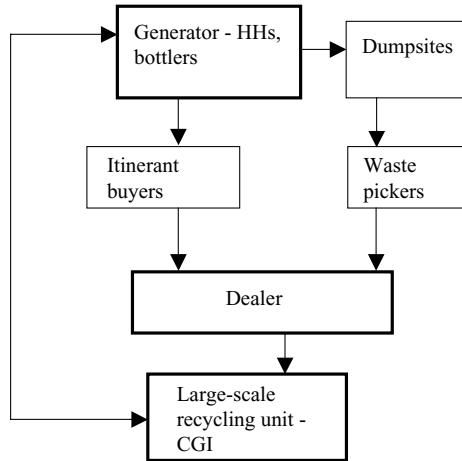 Generator - HHs,
bottlers
Dumpsites
Itinerant
buyers
Waste
pickers
Dealer
Large-scale
recycling unit -
CGI